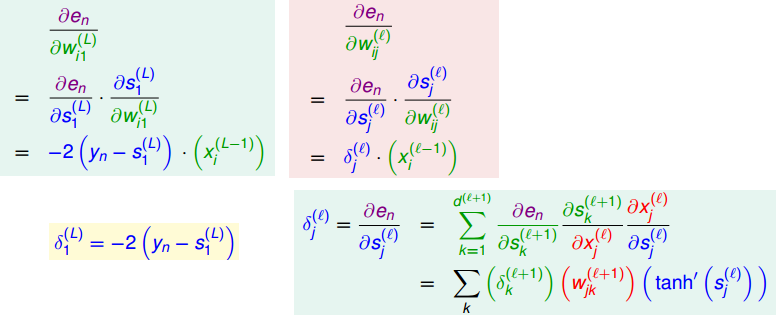 ∂e_n / ∂w_{i1}^{(L)}
= ∂e_n / ∂s_1^{(L)} · ∂s_1^{(L)} / ∂w_{i1}^{(L)}
= −2 ( y_n − s_1^{(L)} ) · ( x_i^{(L−1)} )
∂e_n / ∂w_{ij}^{(ℓ)}
= ∂e_n / ∂s_j^{(ℓ)} · ∂s_j^{(ℓ)} / ∂w_{ij}^{(ℓ)}
= δ_j^{(ℓ)} · ( x_i^{(ℓ−1)} )
δ_1^{(L)} = −2 ( y_n − s_1^{(L)} )
δ_j^{(ℓ)} = ∂e_n / ∂s_j^{(ℓ)} = ∑_{k=1}^{d^{(ℓ+1)}} ∂e_n / ∂s_k^{(ℓ+1)} ∂s_k^{(ℓ+1)} / ∂x_j^{(ℓ)} ∂x_j^{(ℓ)} / ∂s_j^{(ℓ)}
= ∑_k ( δ_k^{(ℓ+1)} ) ( w_{jk}^{(ℓ+1)} ) ( tanh′ ( s_j^{(ℓ)} ) )